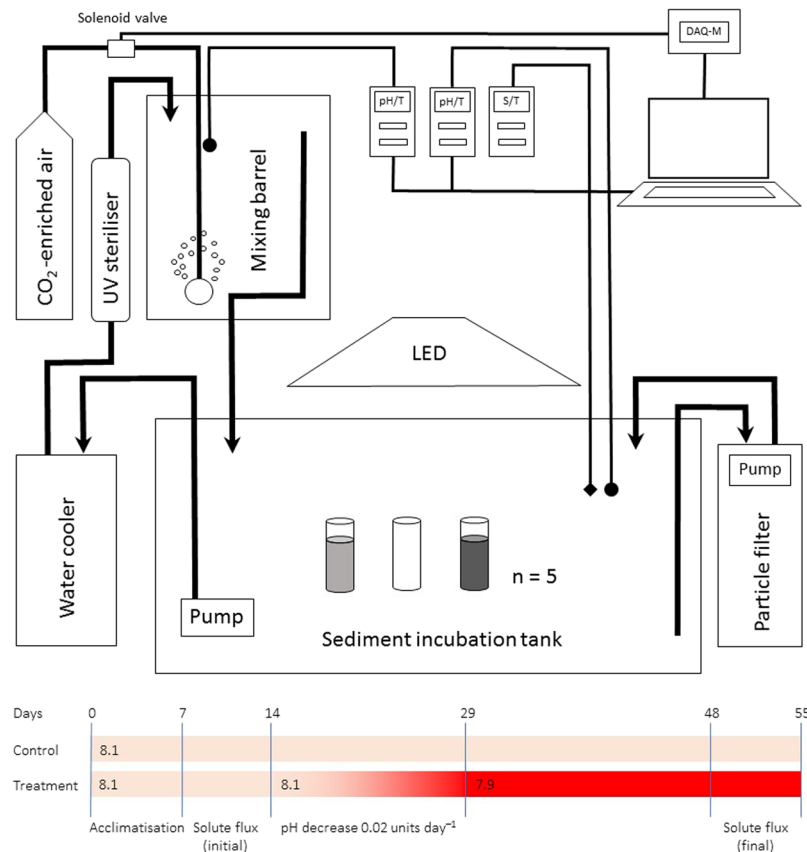 Solenoid valve
DAQ-M
pH/T
pH/T
S/T
CO₂-enriched air
UV steriliser
Mixing barrel
LED
Water cooler
Pump
Particle filter
Pump
n = 5
Sediment incubation tank
Days 0 7 14 29 48 55
Control 8.1
Treatment 8.1 8.1 7.9
Acclimatisation Solute flux pH decrease 0.02 units day⁻¹ Solute flux
(initial) (final)